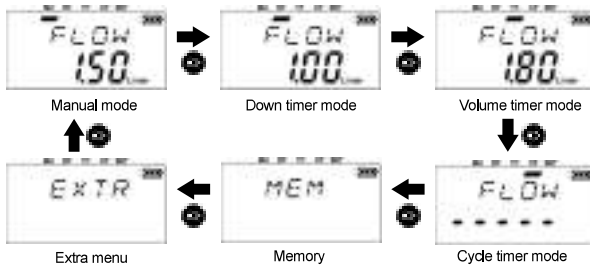 FLOW
1.50
Manual mode
FLOW
1.00
Down timer mode
FLOW
1.80
Volume timer mode
EXTR
Extra menu
MEM
Memory
FLOW
- - - - -
Cycle timer mode